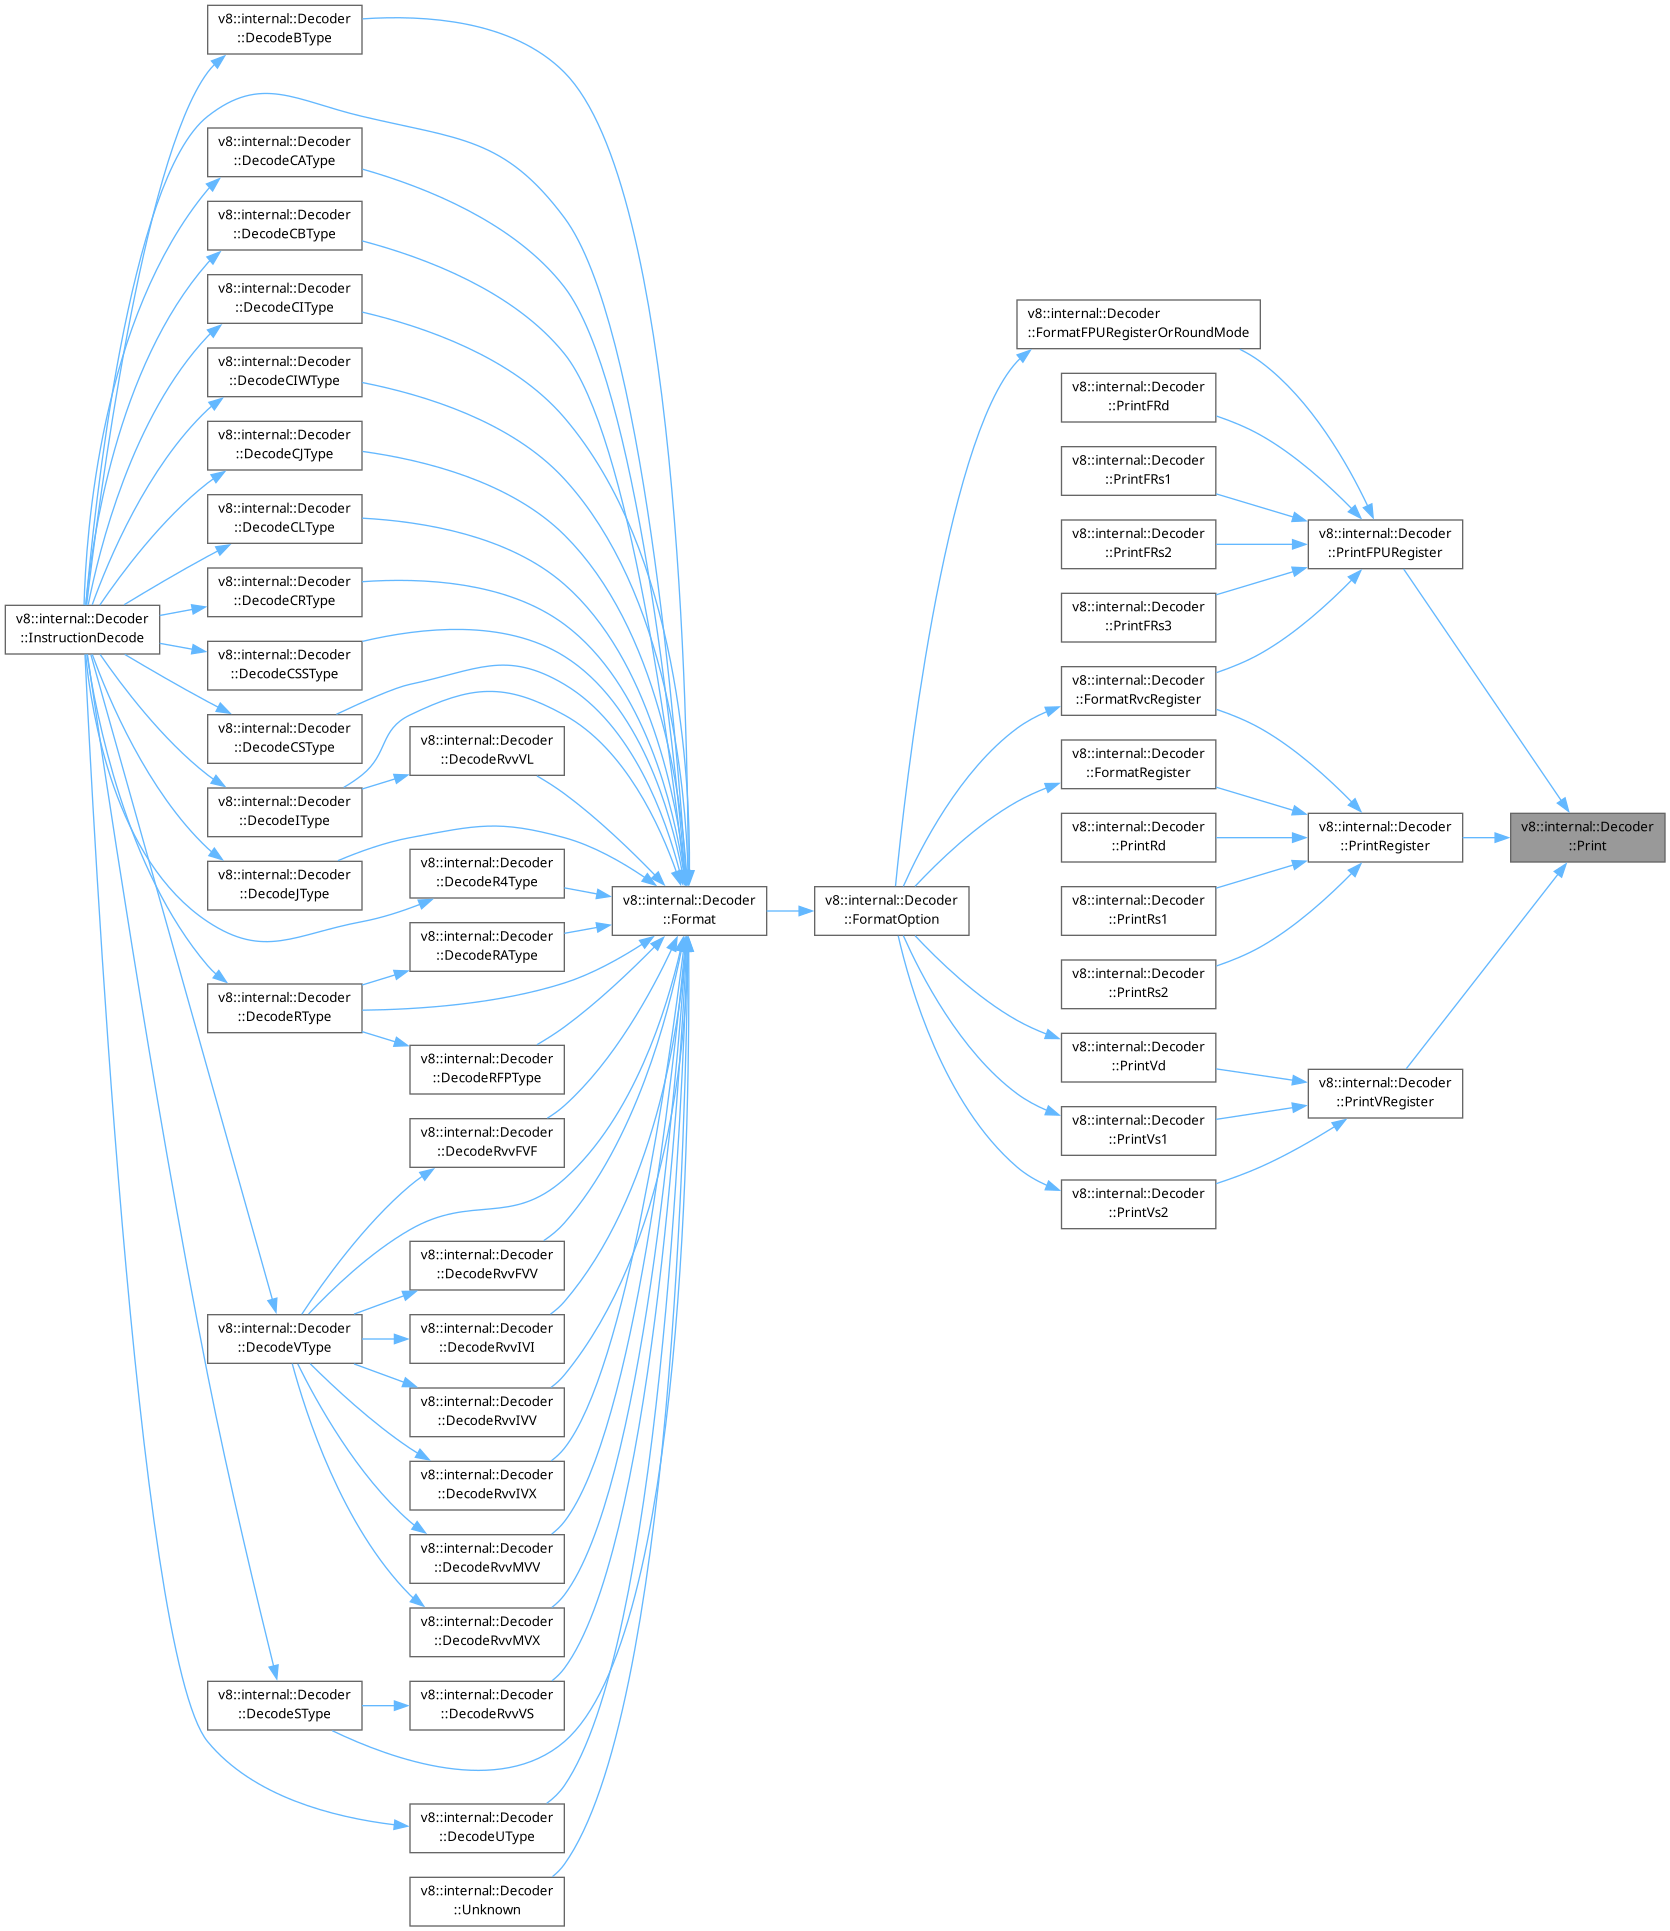 v8::internal::Decoder
::DecodeBType
v8::internal::Decoder
::DecodeCAType
v8::internal::Decoder
::DecodeCBType
v8::internal::Decoder
::DecodeCIType
v8::internal::Decoder
::DecodeCIWType
v8::internal::Decoder
::DecodeCJType
v8::internal::Decoder
::DecodeCLType
v8::internal::Decoder
::DecodeCRType
v8::internal::Decoder
::InstructionDecode
v8::internal::Decoder
::DecodeCSSType
v8::internal::Decoder
::DecodeCSType
v8::internal::Decoder
::DecodeRvvVL
v8::internal::Decoder
::DecodeIType
v8::internal::Decoder
::DecodeJType
v8::internal::Decoder
::DecodeR4Type
v8::internal::Decoder
::DecodeRAType
v8::internal::Decoder
::DecodeRType
v8::internal::Decoder
::DecodeRFPType
v8::internal::Decoder
::DecodeRvvFVF
v8::internal::Decoder
::DecodeRvvFVV
v8::internal::Decoder
::DecodeVType
v8::internal::Decoder
::DecodeRvvIVI
v8::internal::Decoder
::DecodeRvvIVV
v8::internal::Decoder
::DecodeRvvIVX
v8::internal::Decoder
::DecodeRvvMVV
v8::internal::Decoder
::DecodeRvvMVX
v8::internal::Decoder
::DecodeSType
v8::internal::Decoder
::DecodeRvvVS
v8::internal::Decoder
::DecodeUType
v8::internal::Decoder
::Unknown
v8::internal::Decoder
::Format
v8::internal::Decoder
::FormatOption
v8::internal::Decoder
::FormatFPURegisterOrRoundMode
v8::internal::Decoder
::PrintFRd
v8::internal::Decoder
::PrintFRs1
v8::internal::Decoder
::PrintFRs2
v8::internal::Decoder
::PrintFRs3
v8::internal::Decoder
::FormatRvcRegister
v8::internal::Decoder
::FormatRegister
v8::internal::Decoder
::PrintRd
v8::internal::Decoder
::PrintRs1
v8::internal::Decoder
::PrintRs2
v8::internal::Decoder
::PrintVd
v8::internal::Decoder
::PrintVs1
v8::internal::Decoder
::PrintVs2
v8::internal::Decoder
::PrintFPURegister
v8::internal::Decoder
::PrintRegister
v8::internal::Decoder
::PrintVRegister
v8::internal::Decoder
::Print